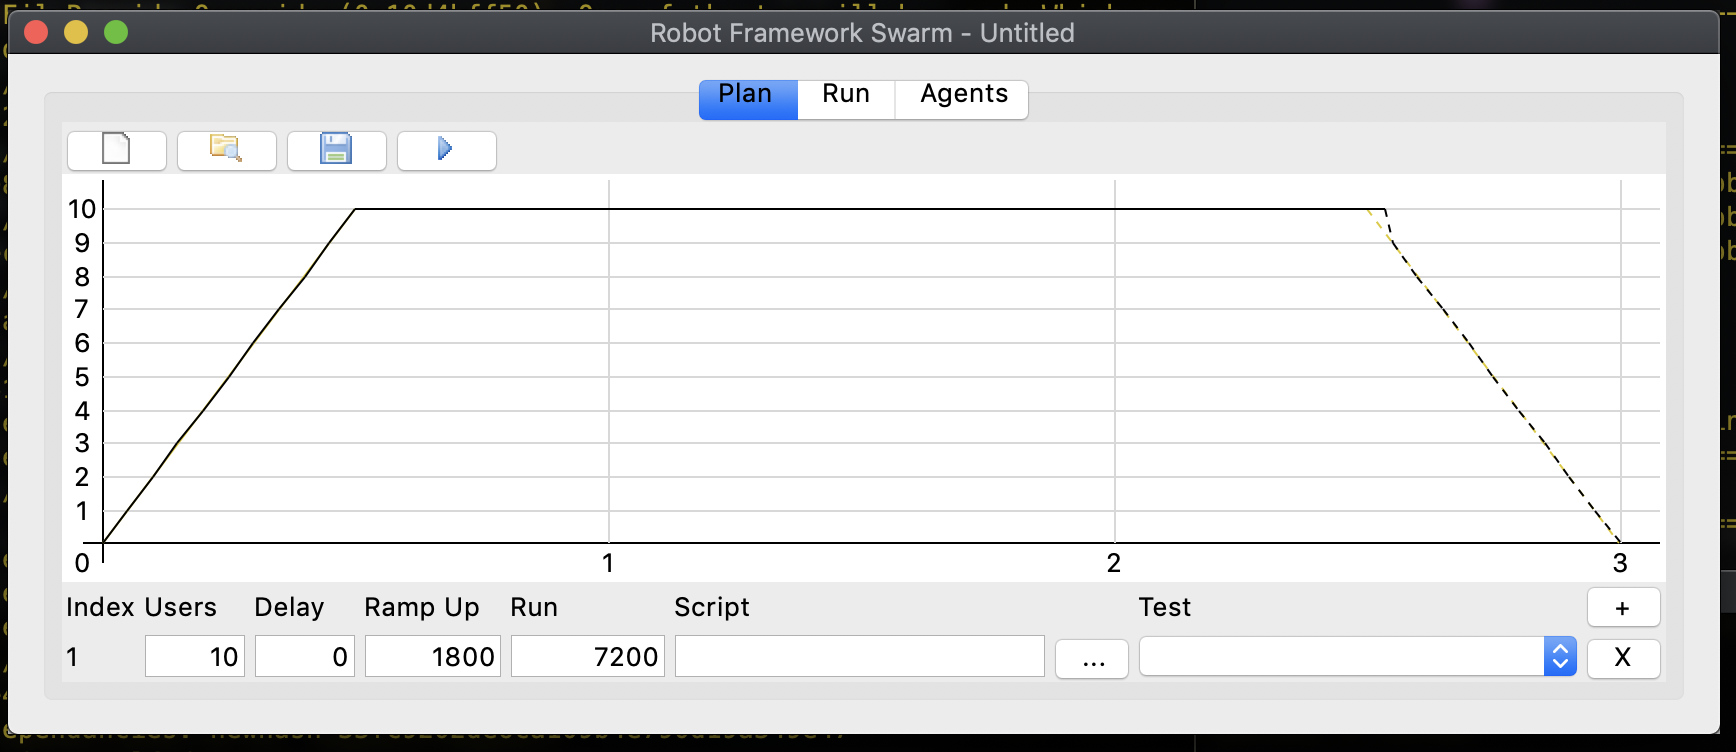 Robot Framework Swarm - Untitled
Plan Run Agents
10
9
8
7
6
5
4
3
2
1
0 1 2 3
Index Users Delay Ramp Up Run Script Test +
1 10 0 1800 7200 ... X